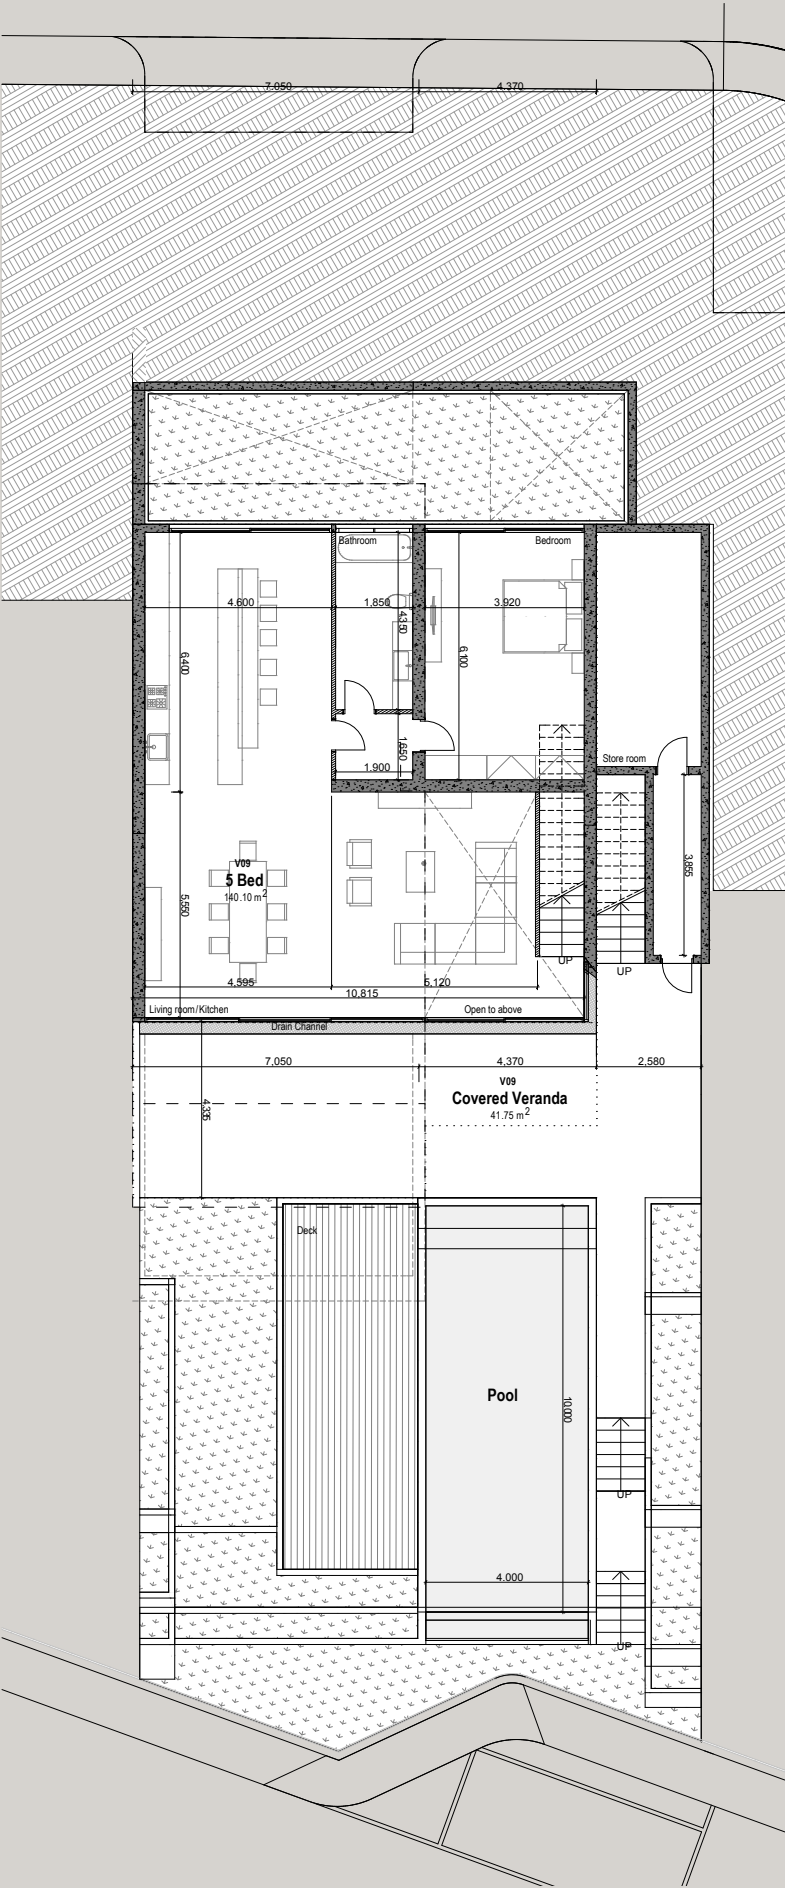 7.050 4.370
Bathroom Bedroom
4.600 1.850 3.920
4.350
6.400 6.100
1.650
Store room
1.900
3.855
V09
5 Bed
140.10 m2
5.550
UP
UP
4.595 5.120
10.815
Living room/Kitchen Open to above
Drain Channel
7,050 4,370 2,580
V09
Covered Veranda
41.75 m2
4.335
Deck
Pool
10.000
UP
4.000
UP